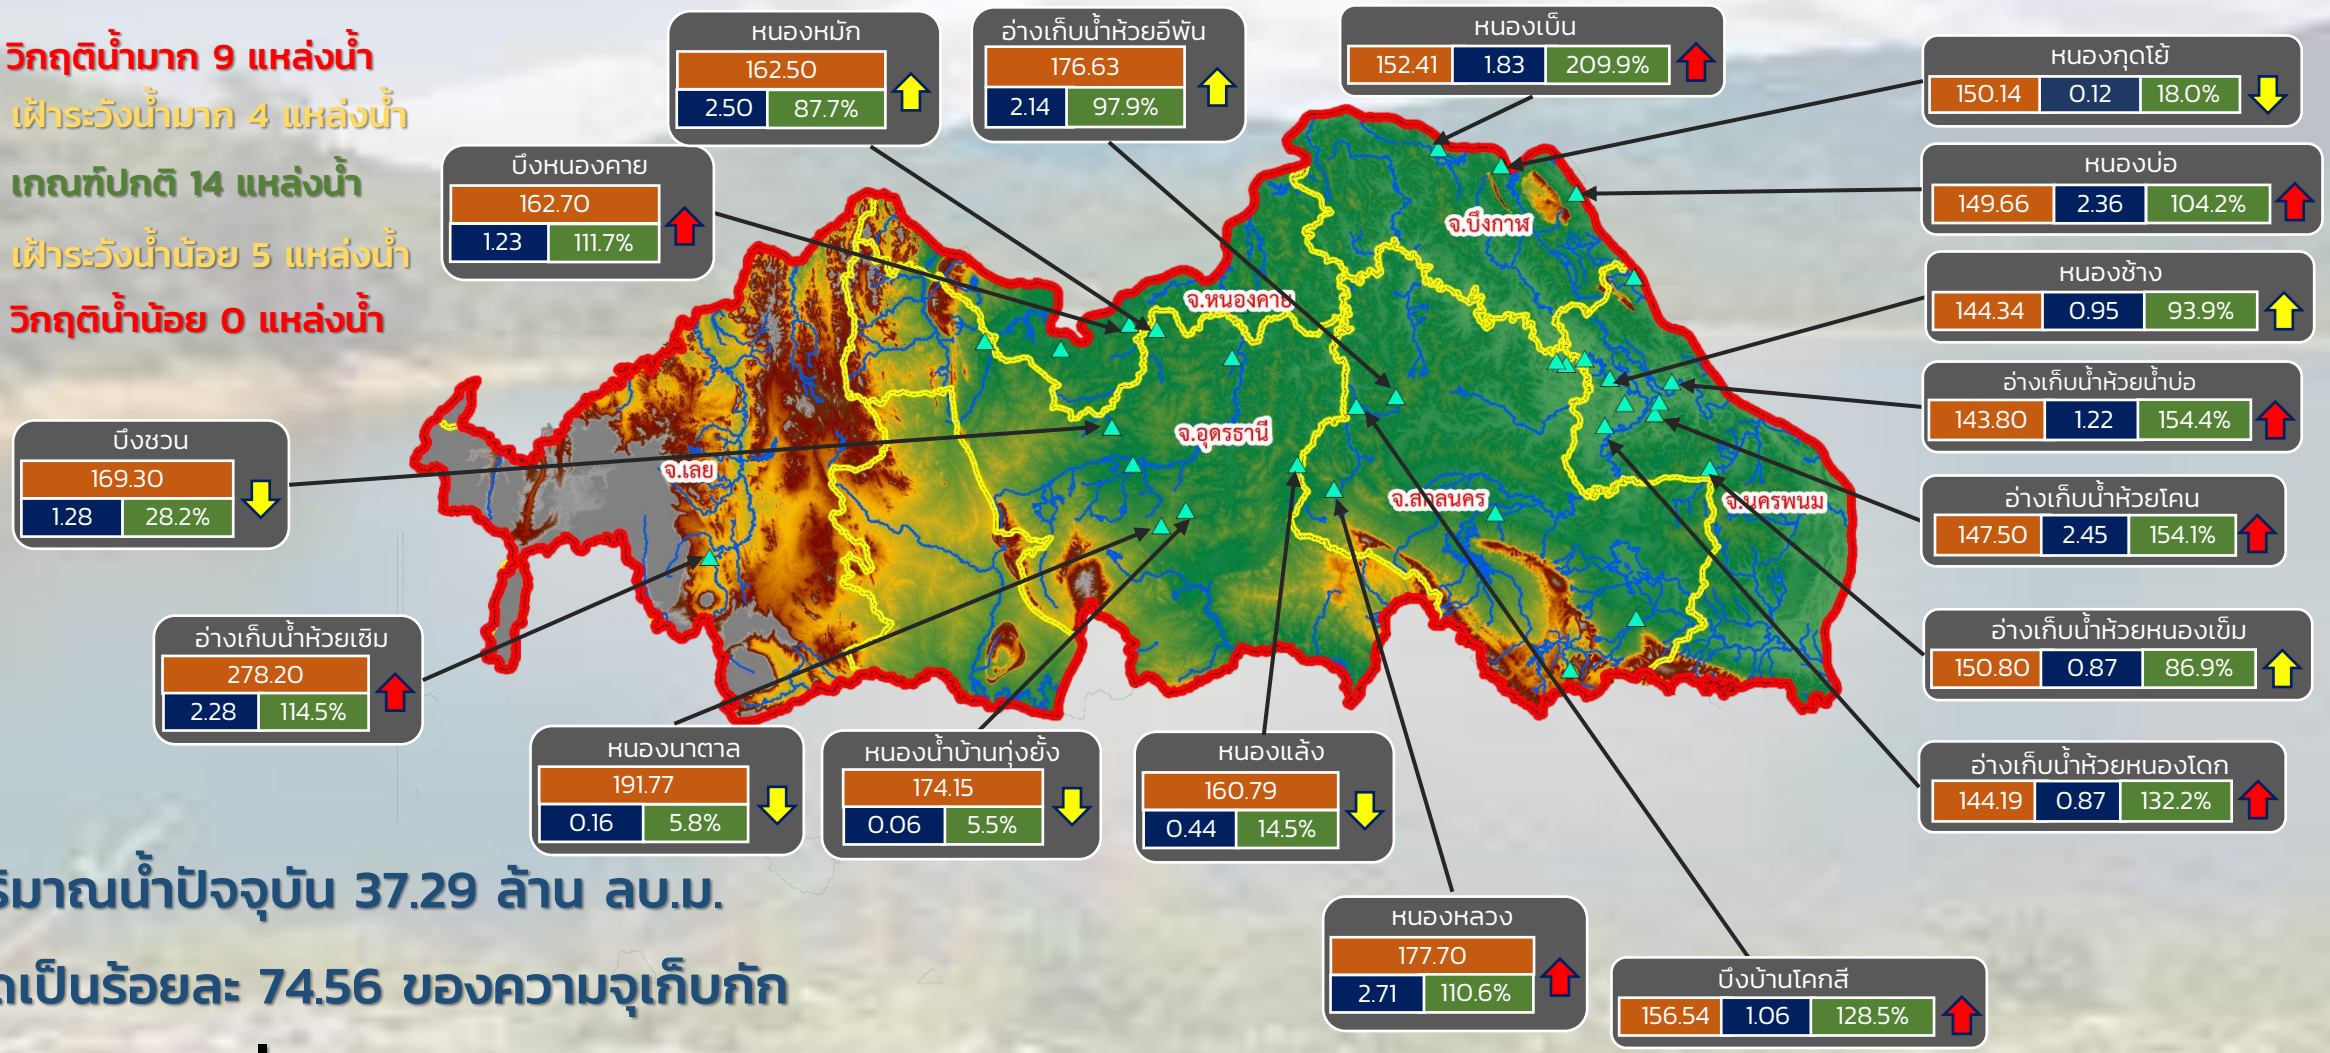 วิกฤติน้ำมาก 9 แหล่งน้ำ
เฝ้าระวังน้ำมาก 4 แหล่งน้ำ
เกณฑ์ปกติ 14 แหล่งน้ำ
เฝ้าระวังน้ำน้อย 5 แหล่งน้ำ
วิกฤติน้ำน้อย 0 แหล่งน้ำ
หนองหมัก
162.50
2.50 87.7%
อ่างเก็บน้ำห้วยอีพัน
176.63
2.14 97.9%
หนองเบ็น
152.41 1.83 209.9%
หนองกุดโย้
150.14 0.12 18.0%
บึงหนองคาย
162.70
1.23 111.7%
หนองบ่อ
149.66 2.36 104.2%
หนองช้าง
144.34 0.95 93.9%
อ่างเก็บน้ำห้วยน้ำบ่อ
143.80 1.22 154.4%
อ่างเก็บน้ำห้วยโคน
147.50 2.45 154.1%
อ่างเก็บน้ำห้วยหนองเข็ม
150.80 0.87 86.9%
อ่างเก็บน้ำห้วยหนองโดก
144.19 0.87 132.2%
จ.บึงกาฬ
จ.หนองคาย
จ.อุดรธานี
จ.เลย
จ.สกลนคร
จ.นครพนม
บึงชวน
169.30
1.28 28.2%
อ่างเก็บน้ำห้วยเซิม
278.20
2.28 114.5%
หนองนาตาล
191.77
0.16 5.8%
หนองน้ำบ้านทุ่งยั้ง
174.15
0.06 5.5%
หนองแล้ง
160.79
0.44 14.5%
หนองหลวง
177.70
2.71 110.6%
บึงบ้านโคกสี
156.54 1.06 128.5%
ริมาณน้ำปัจจุบัน 37.29 ล้าน ลบ.ม.
ดเป็นร้อยละ 74.56 ของความจุเก็บกัก